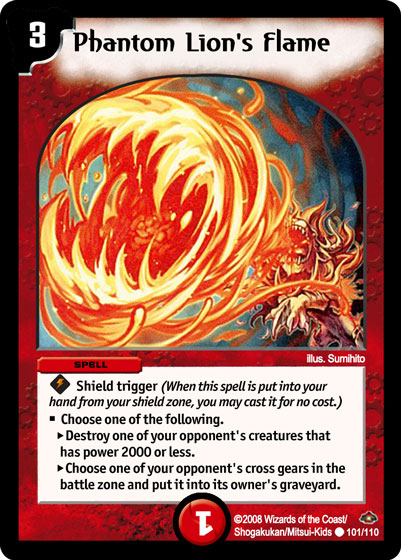 3
Phantom Lion's Flame
illus. Sumihito
SPELL
Shield trigger (When this spell is put into your
hand from your shield zone, you may cast it for no cost.)
▪ Choose one of the following.
▸Destroy one of your opponent's creatures that
has power 2000 or less.
▸Choose one of your opponent's cross gears in the
battle zone and put it into its owner's graveyard.
1
©2008 Wizards of the Coast/
Shogakukan/Mitsui-Kids ● 101/110